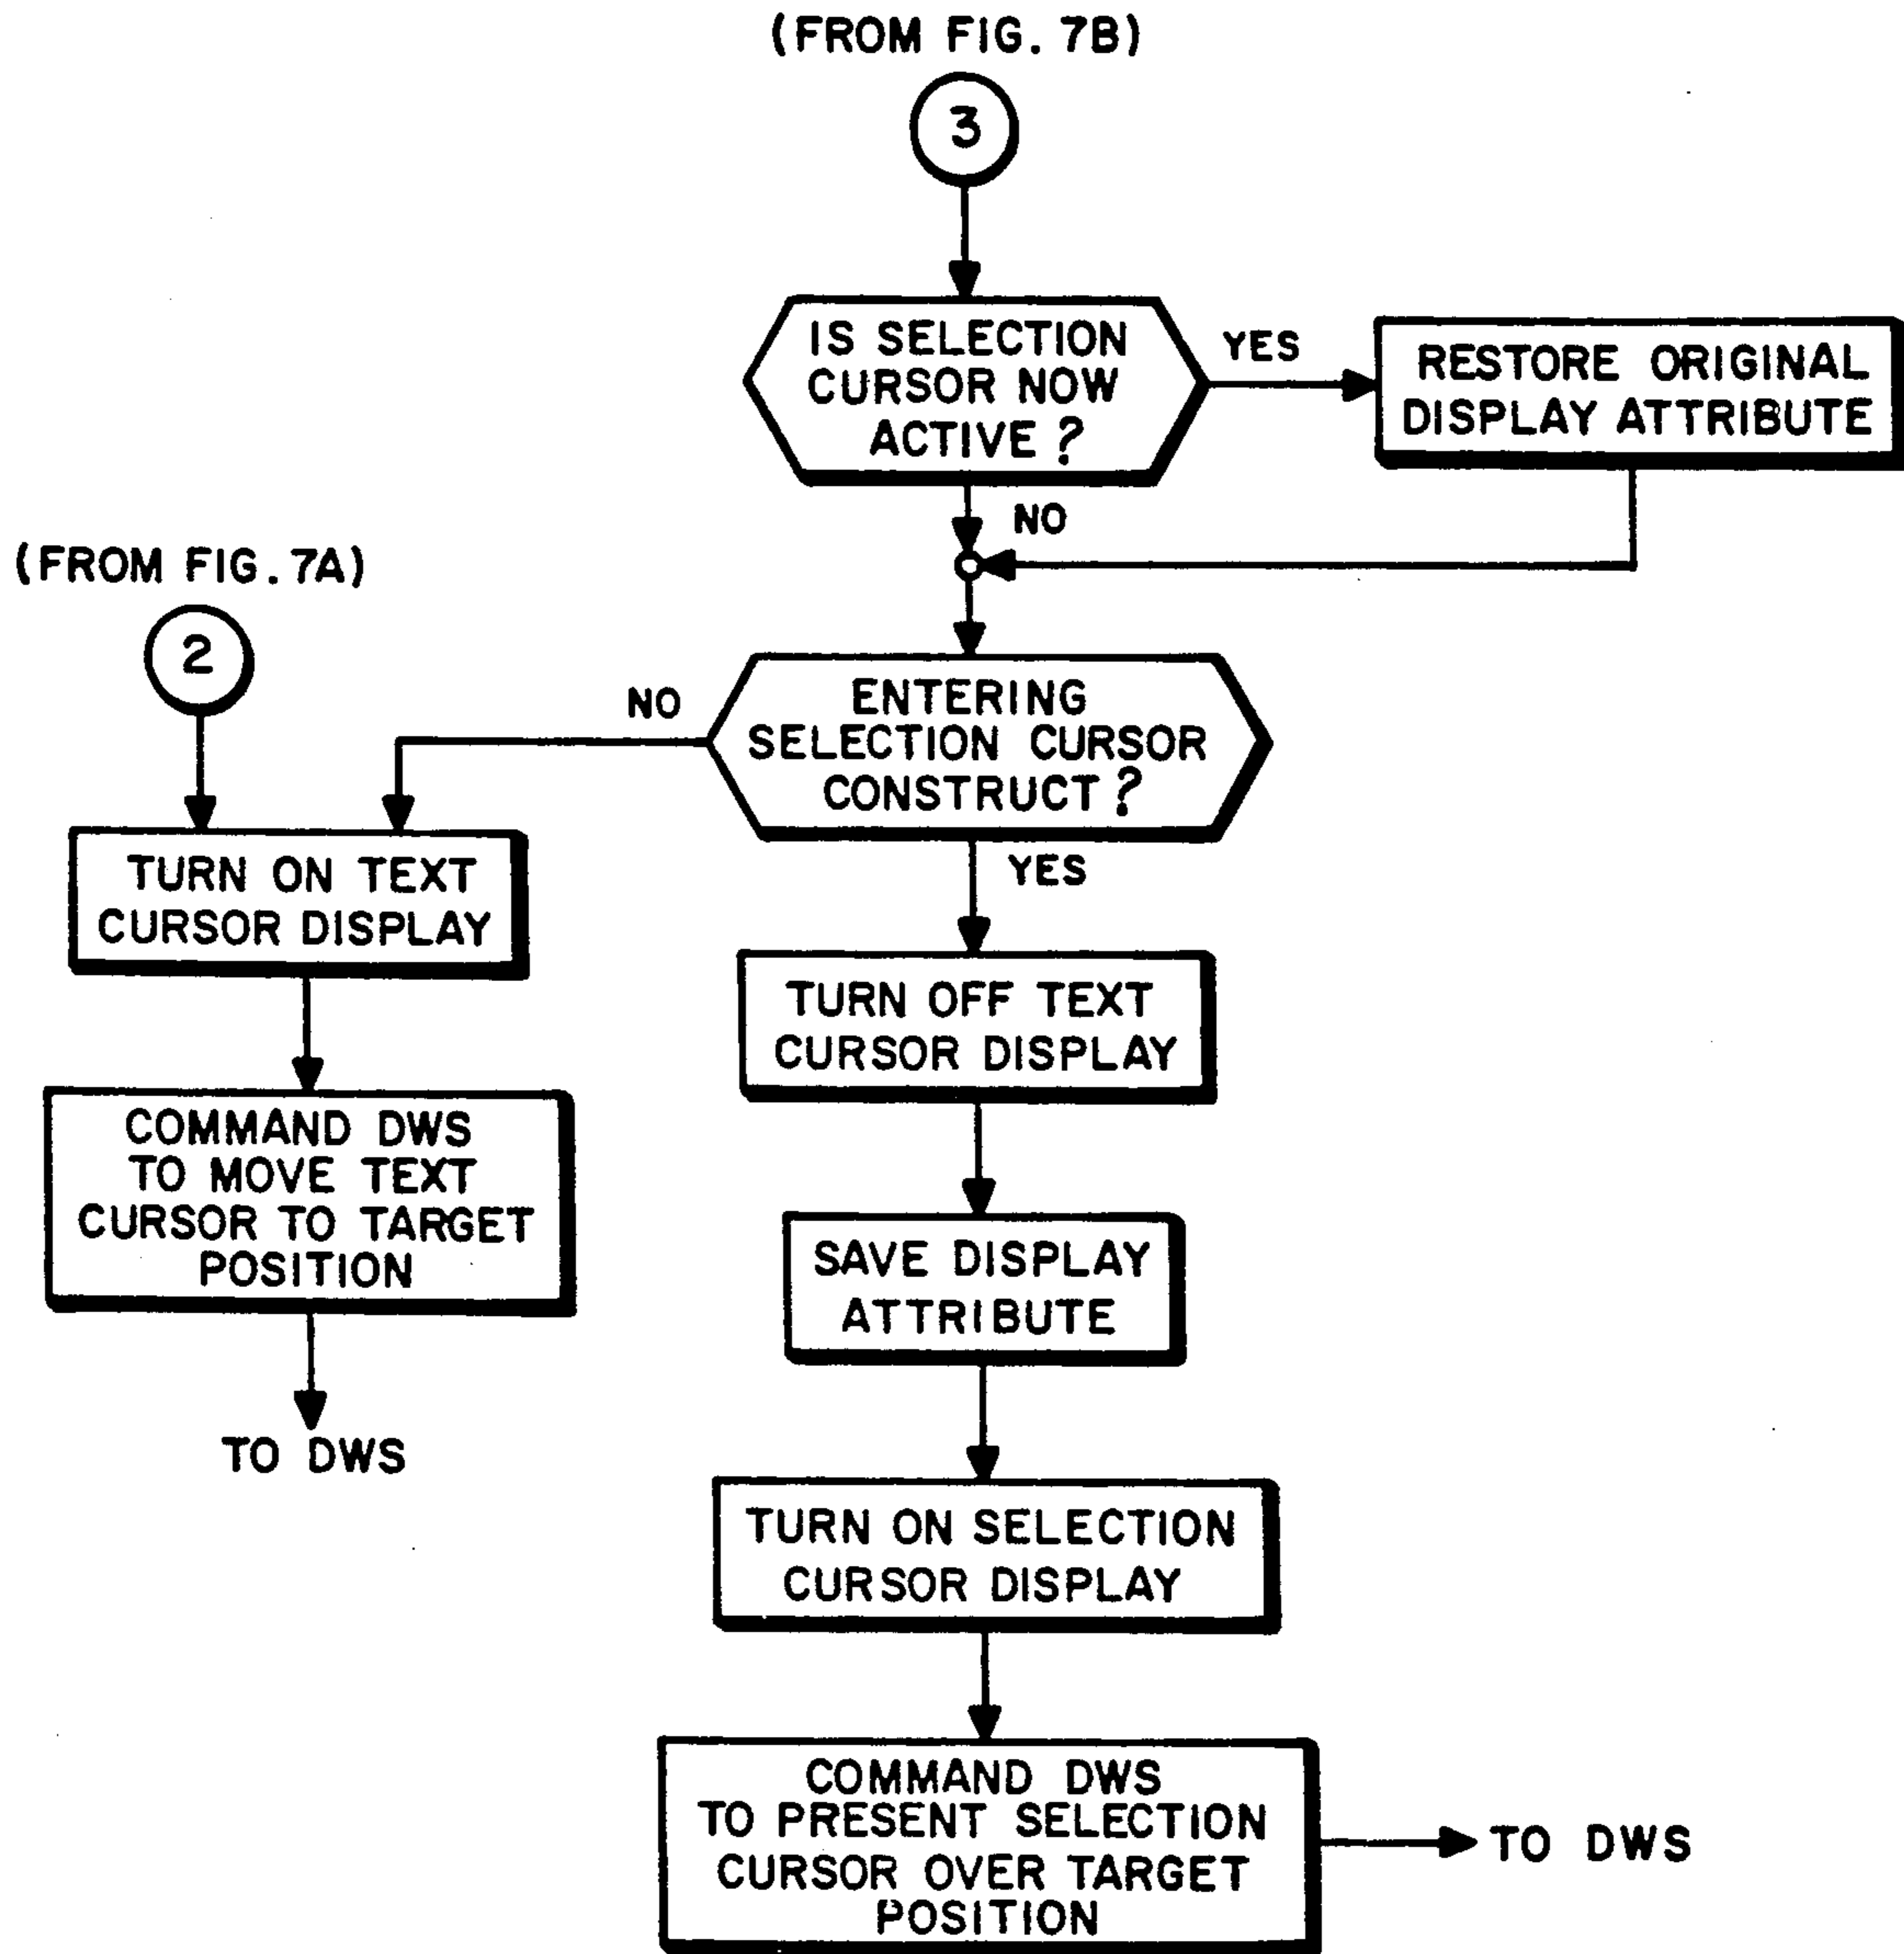 (FROM FIG. 7B)
3
IS SELECTION
CURSOR NOW
ACTIVE ?
YES
RESTORE ORIGINAL
DISPLAY ATTRIBUTE
NO
(FROM FIG. 7A)
2
NO
ENTERING
SELECTION CURSOR
CONSTRUCT ?
YES
TURN ON TEXT
CURSOR DISPLAY
TURN OFF TEXT
CURSOR DISPLAY
COMMAND DWS
TO MOVE TEXT
CURSOR TO TARGET
POSITION
TO DWS
SAVE DISPLAY
ATTRIBUTE
TURN ON SELECTION
CURSOR DISPLAY
COMMAND DWS
TO PRESENT SELECTION
CURSOR OVER TARGET
POSITION
TO DWS